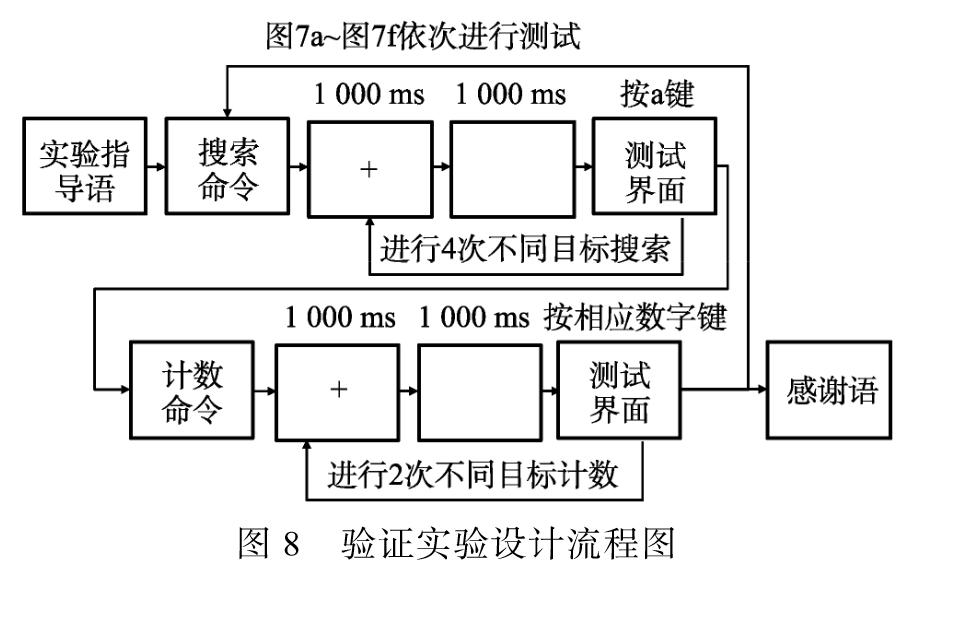 图7a~图7f依次进行测试
1 000 ms 1 000 ms 按a键
实验指
导语
搜索
命令
+
测试
界面
进行4次不同目标搜索
1 000 ms 1 000 ms 按相应数字键
计数
命令
+
测试
界面
感谢语
进行2次不同目标计数
图 8 验证实验设计流程图